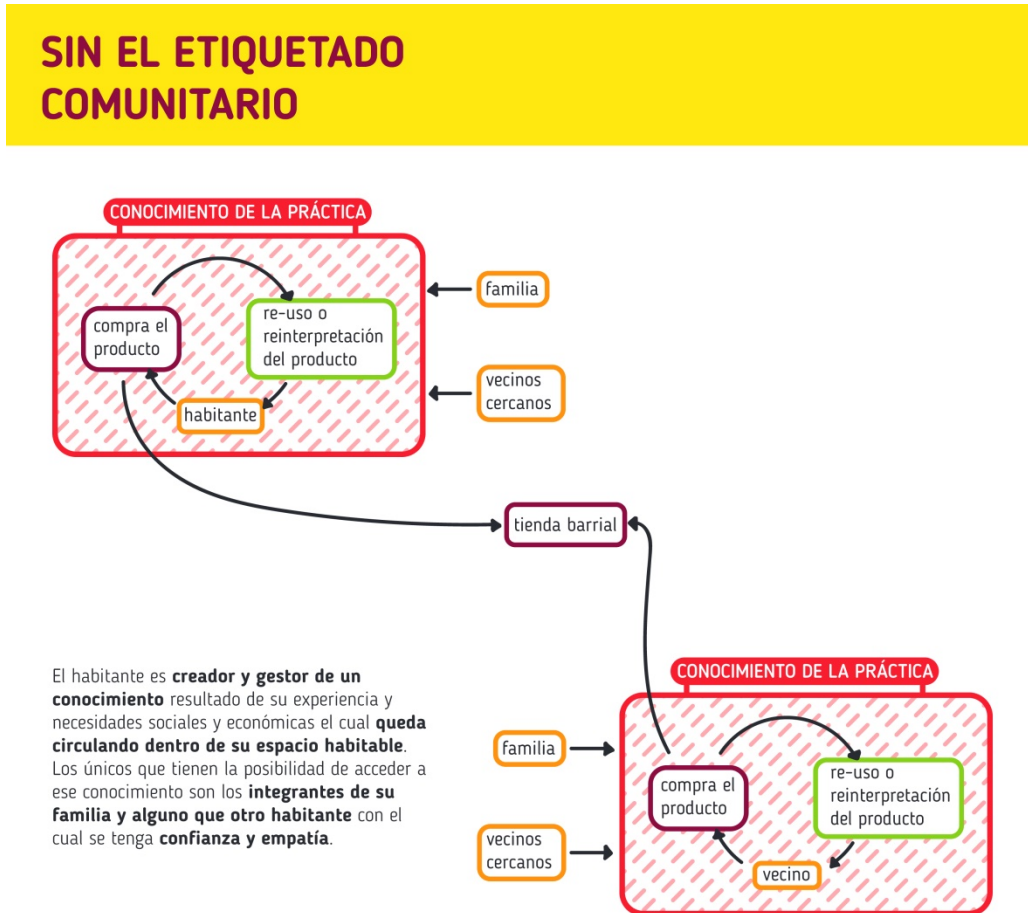 SIN EL ETIQUETADO
COMUNITARIO
CONOCIMIENTO DE LA PRÁCTICA
compra el
producto
re-uso o
reinterpretación
del producto
habitante
familia
vecinos
cercanos
tienda barrial
El habitante es creador y gestor de un
conocimiento resultado de su experiencia y
necesidades sociales y económicas el cual queda
circulando dentro de su espacio habitable.
Los únicos que tienen la posibilidad de acceder a
ese conocimiento son los integrantes de su
familia y alguno que otro habitante con el
cual se tenga confianza y empatía.
CONOCIMIENTO DE LA PRÁCTICA
familia
vecinos
cercanos
compra el
producto
re-uso o
reinterpretación
del producto
vecino